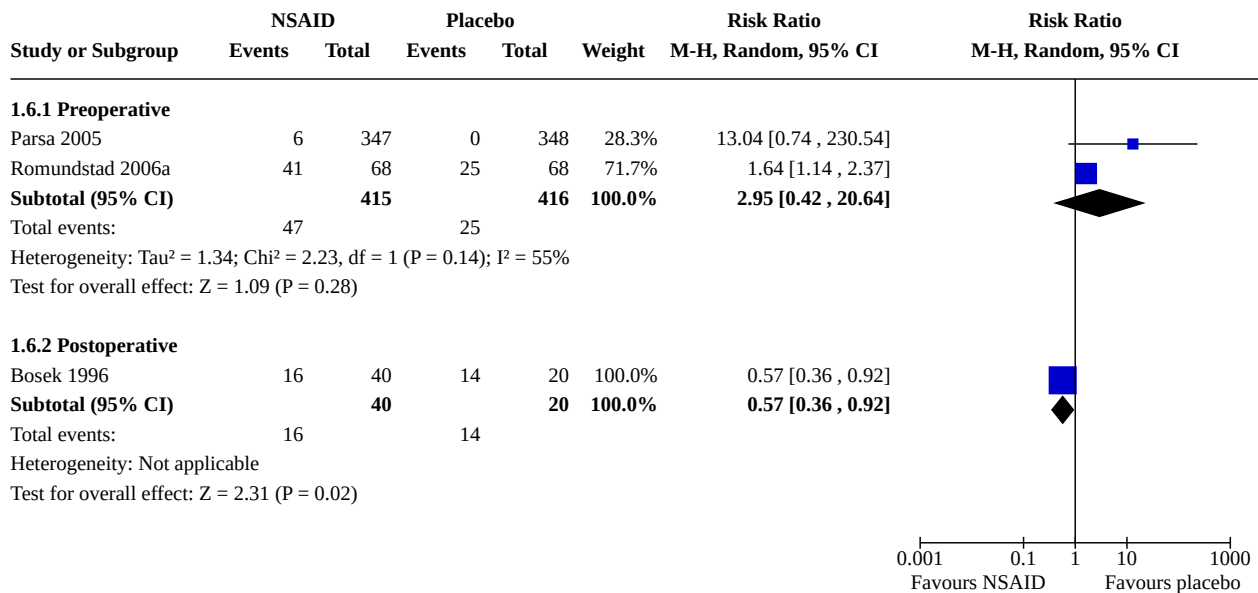 NSAID Placebo Risk Ratio Risk Ratio
Study or Subgroup Events Total Events Total Weight M-H, Random, 95% CI M-H, Random, 95% CI
1.6.1 Preoperative
Parsa 2005 6 347 0 348 28.3% 13.04 [0.74 , 230.54]
Romundstad 2006a 41 68 25 68 71.7% 1.64 [1.14 , 2.37]
Subtotal (95% CI) 415 416 100.0% 2.95 [0.42 , 20.64]
Total events: 47 25
Heterogeneity: Tau² = 1.34; Chi² = 2.23, df = 1 (P = 0.14); I² = 55%
Test for overall effect: Z = 1.09 (P = 0.28)
1.6.2 Postoperative
Bosek 1996 16 40 14 20 100.0% 0.57 [0.36 , 0.92]
Subtotal (95% CI) 40 20 100.0% 0.57 [0.36 , 0.92]
Total events: 16 14
Heterogeneity: Not applicable
Test for overall effect: Z = 2.31 (P = 0.02)
0.001 0.1 1 10 1000
Favours NSAID Favours placebo